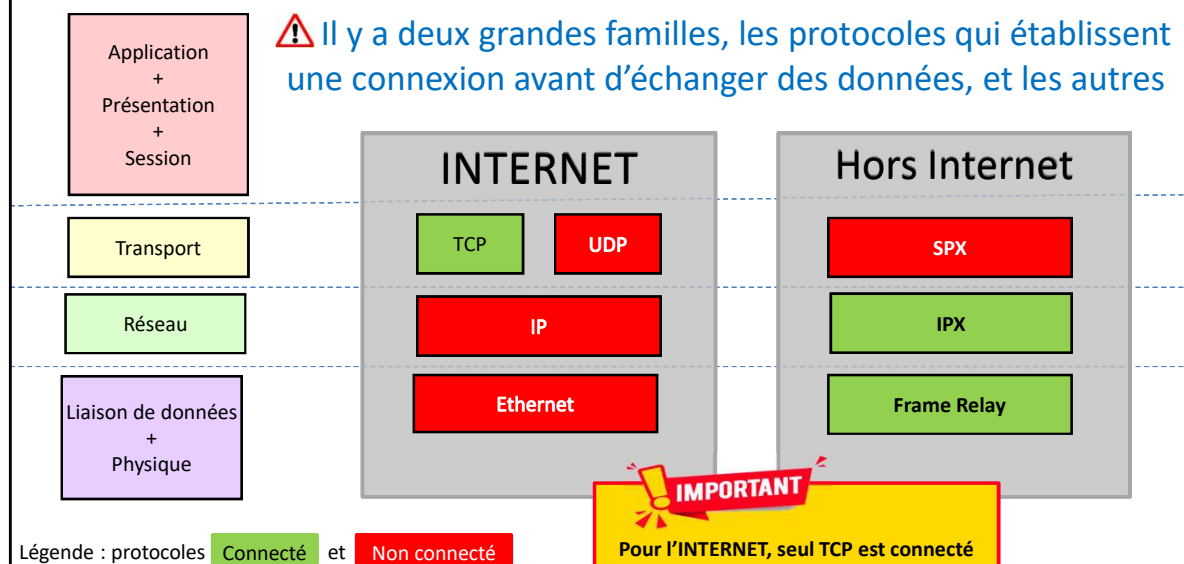 Il y a deux grandes familles, les protocoles qui établissent
une connexion avant d’échanger des données, et les autres
Application
+
Présentation
+
Session
INTERNET
Hors Internet
Transport
TCP
UDP
SPX
Réseau
IP
IPX
Liaison de données
+
Physique
Ethernet
Frame Relay
IMPORTANT
Pour l’INTERNET, seul TCP est connecté
Légende : protocoles Connecté et Non connecté